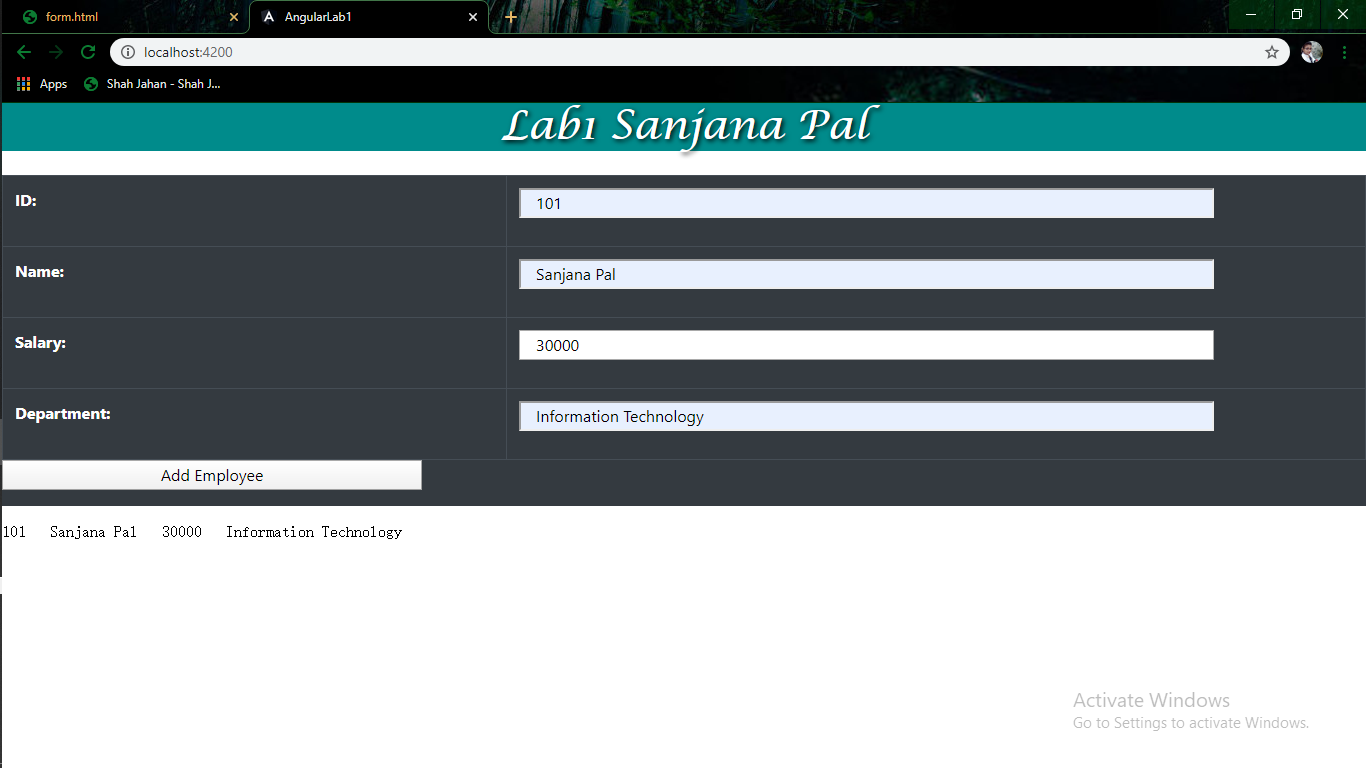 form.html
AngularLab1
localhost:4200
Apps
Shah Jahan - Shah J...
Lab1 Sanjana Pal
ID:
101
Name:
Sanjana Pal
Salary:
30000
Department:
Information Technology
Add Employee
101 Sanjana Pal 30000 Information Technology
Activate Windows
Go to Settings to activate Windows.